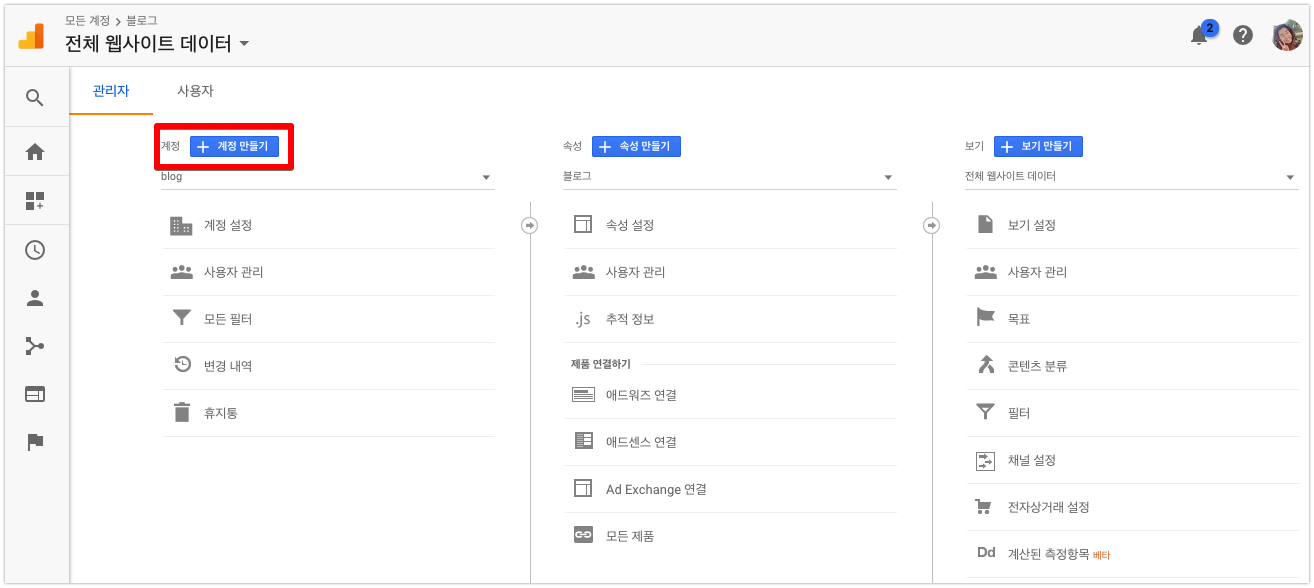 모든 계정 > 블로그
전체 웹사이트 데이터
2
관리자 사용자
계정 + 계정 만들기
blog
계정 설정
사용자 관리
모든 필터
변경 내역
휴지통
속성 + 속성 만들기
블로그
속성 설정
사용자 관리
.js 추적 정보
제품 연결하기
애드워즈 연결
애드센스 연결
Ad Exchange 연결
모든 제품
보기 + 보기 만들기
전체 웹사이트 데이터
보기 설정
사용자 관리
목표
콘텐츠 분류
필터
채널 설정
전자상거래 설정
Dd 계산된 측정항목 베타